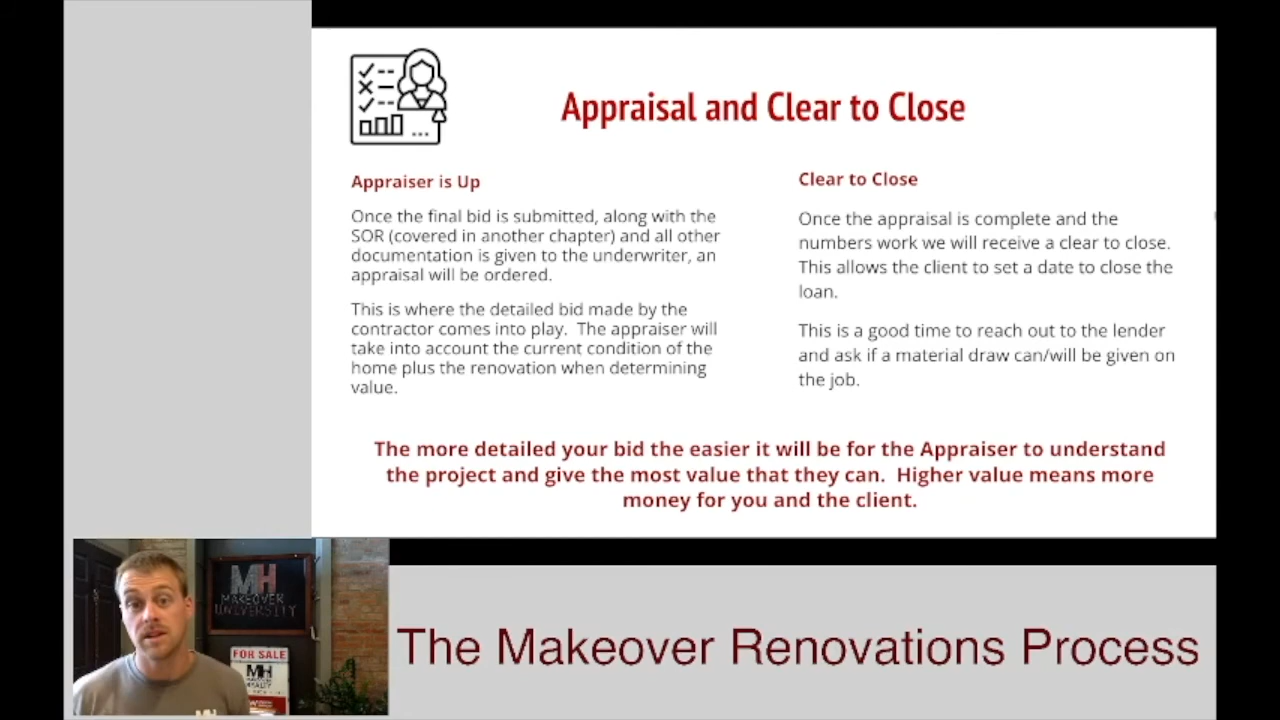 Appraisal and Clear to Close
Appraiser is Up
Once the final bid is submitted, along with the
SOR (covered in another chapter) and all other
documentation is given to the underwriter, an
appraisal will be ordered.
This is where the detailed bid made by the
contractor comes into play. The appraiser will
take into account the current condition of the
home plus the renovation when determining
value.
Clear to Close
Once the appraisal is complete and the
numbers work we will receive a clear to close.
This allows the client to set a date to close the
loan.
This is a good time to reach out to the lender
and ask if a material draw can/will be given on
the job.
The more detailed your bid the easier it will be for the Appraiser to understand
the project and give the most value that they can. Higher value means more
money for you and the client.
MH
MAKEOVER
UNIVERSITY
FOR SALE
MH
The Makeover Renovations Process